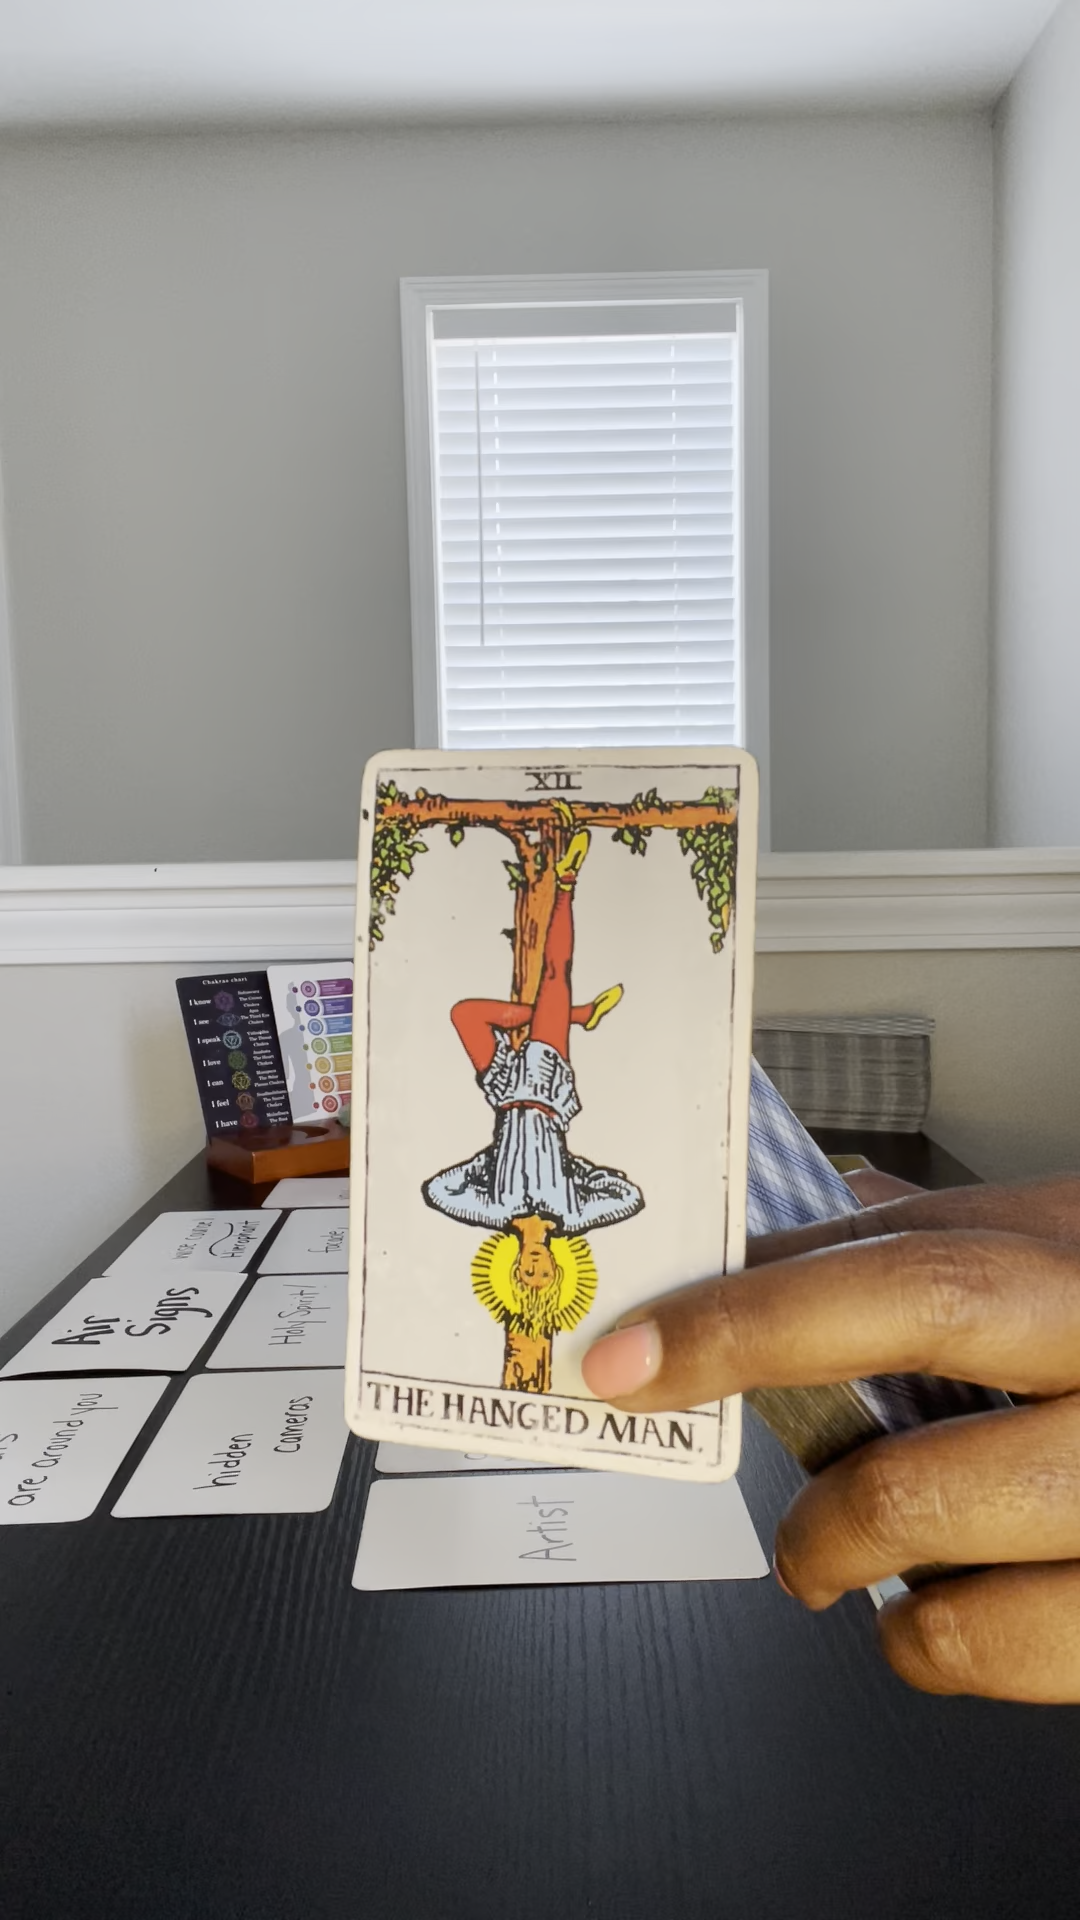 XII
THE HANGED MAN.
Chakras chart
I know
I see
I speak
I love
I can
I feel
I have
Hierophant
Air
Signs
Holy Spirit!
are around you
hidden
cameras
Artist